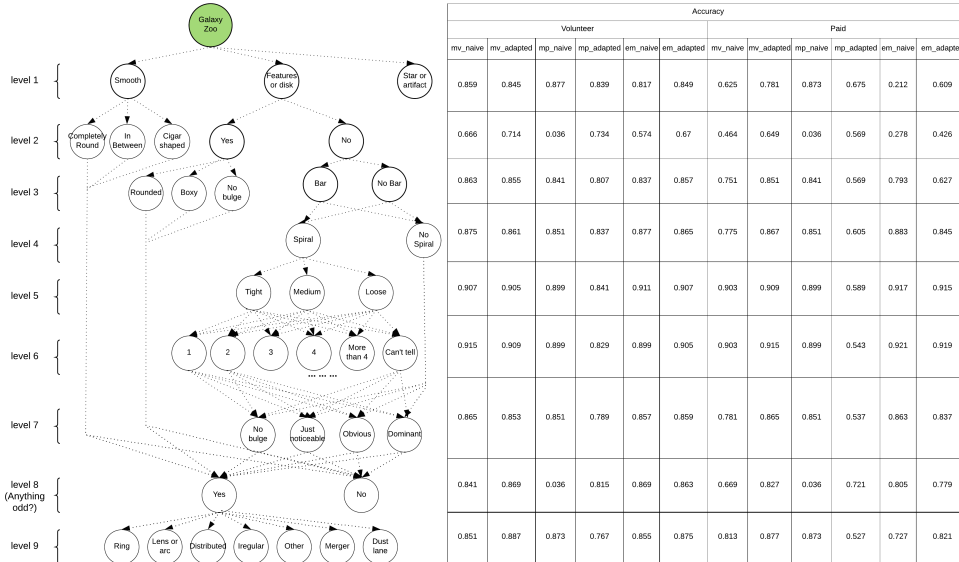 Galaxy
Zoo
level 1
Smooth
Features
or disk
Star or
artifact
level 2
Completely
Round
In
Between
Cigar
shaped
Yes
No
level 3
Rounded
Boxy
No
bulge
Bar
No Bar
level 4
Spiral
No
Spiral
level 5
Tight
Medium
Loose
level 6
1
2
3
4
More
than 4
Can't tell
... ... ...
level 7
No
bulge
Just
noticeable
Obvious
Dominant
level 8
(Anything
odd?)
Yes
No
level 9
Ring
Lens or
arc
Distributed
Iregular
Other
Merger
Dust
lane
Accuracy
Volunteer Paid
mv_naive mv_adapted mp_naive mp_adapted em_naive em_adapted mv_naive mv_adapted mp_naive mp_adapted em_naive em_adapte
0.859 0.845 0.877 0.839 0.817 0.849 0.625 0.781 0.873 0.675 0.212 0.609
0.666 0.714 0.036 0.734 0.574 0.67 0.464 0.649 0.036 0.569 0.278 0.426
0.863 0.855 0.841 0.807 0.837 0.857 0.751 0.851 0.841 0.569 0.793 0.627
0.875 0.861 0.851 0.837 0.877 0.865 0.775 0.867 0.851 0.605 0.883 0.845
0.907 0.905 0.899 0.841 0.911 0.907 0.903 0.909 0.899 0.589 0.917 0.915
0.915 0.909 0.899 0.829 0.899 0.905 0.903 0.915 0.899 0.543 0.921 0.919
0.865 0.853 0.851 0.789 0.857 0.859 0.781 0.865 0.851 0.537 0.863 0.837
0.841 0.869 0.036 0.815 0.869 0.863 0.669 0.827 0.036 0.721 0.805 0.779
0.851 0.887 0.873 0.767 0.855 0.875 0.813 0.877 0.873 0.527 0.727 0.821